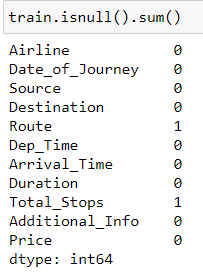 train.isnull().sum()
Airline 0
Date_of_Journey 0
Source 0
Destination 0
Route 1
Dep_Time 0
Arrival_Time 0
Duration 0
Total_Stops 1
Additional_Info 0
Price 0
dtype: int64